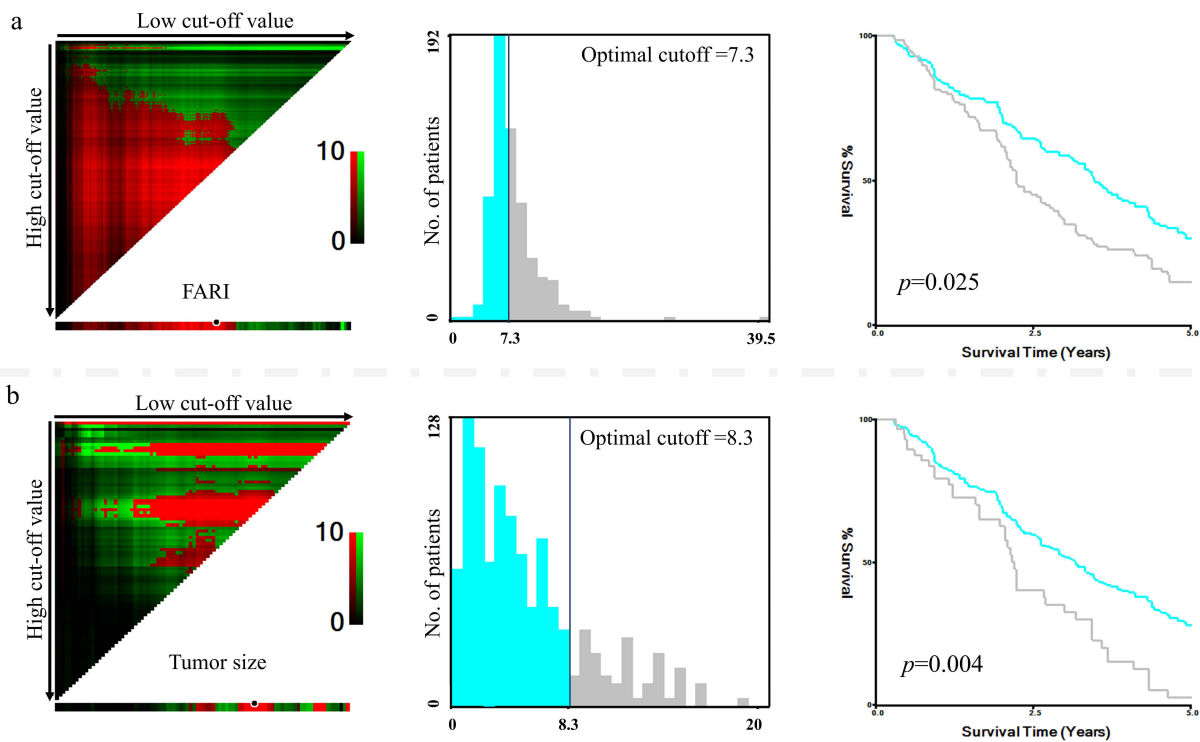 a
Low cut-off value
High cut-off value
10
0
FARI
192
No. of patients
0
Optimal cutoff =7.3
0
7.3
39.5
100
% Survival
50
0
p=0.025
0.0
2.5
5.0
Survival Time (Years)
b
Low cut-off value
High cut-off value
10
0
Tumor size
128
No. of patients
0
Optimal cutoff =8.3
0
8.3
20
100
% Survival
50
0
p=0.004
0.0
2.5
5.0
Survival Time (Years)